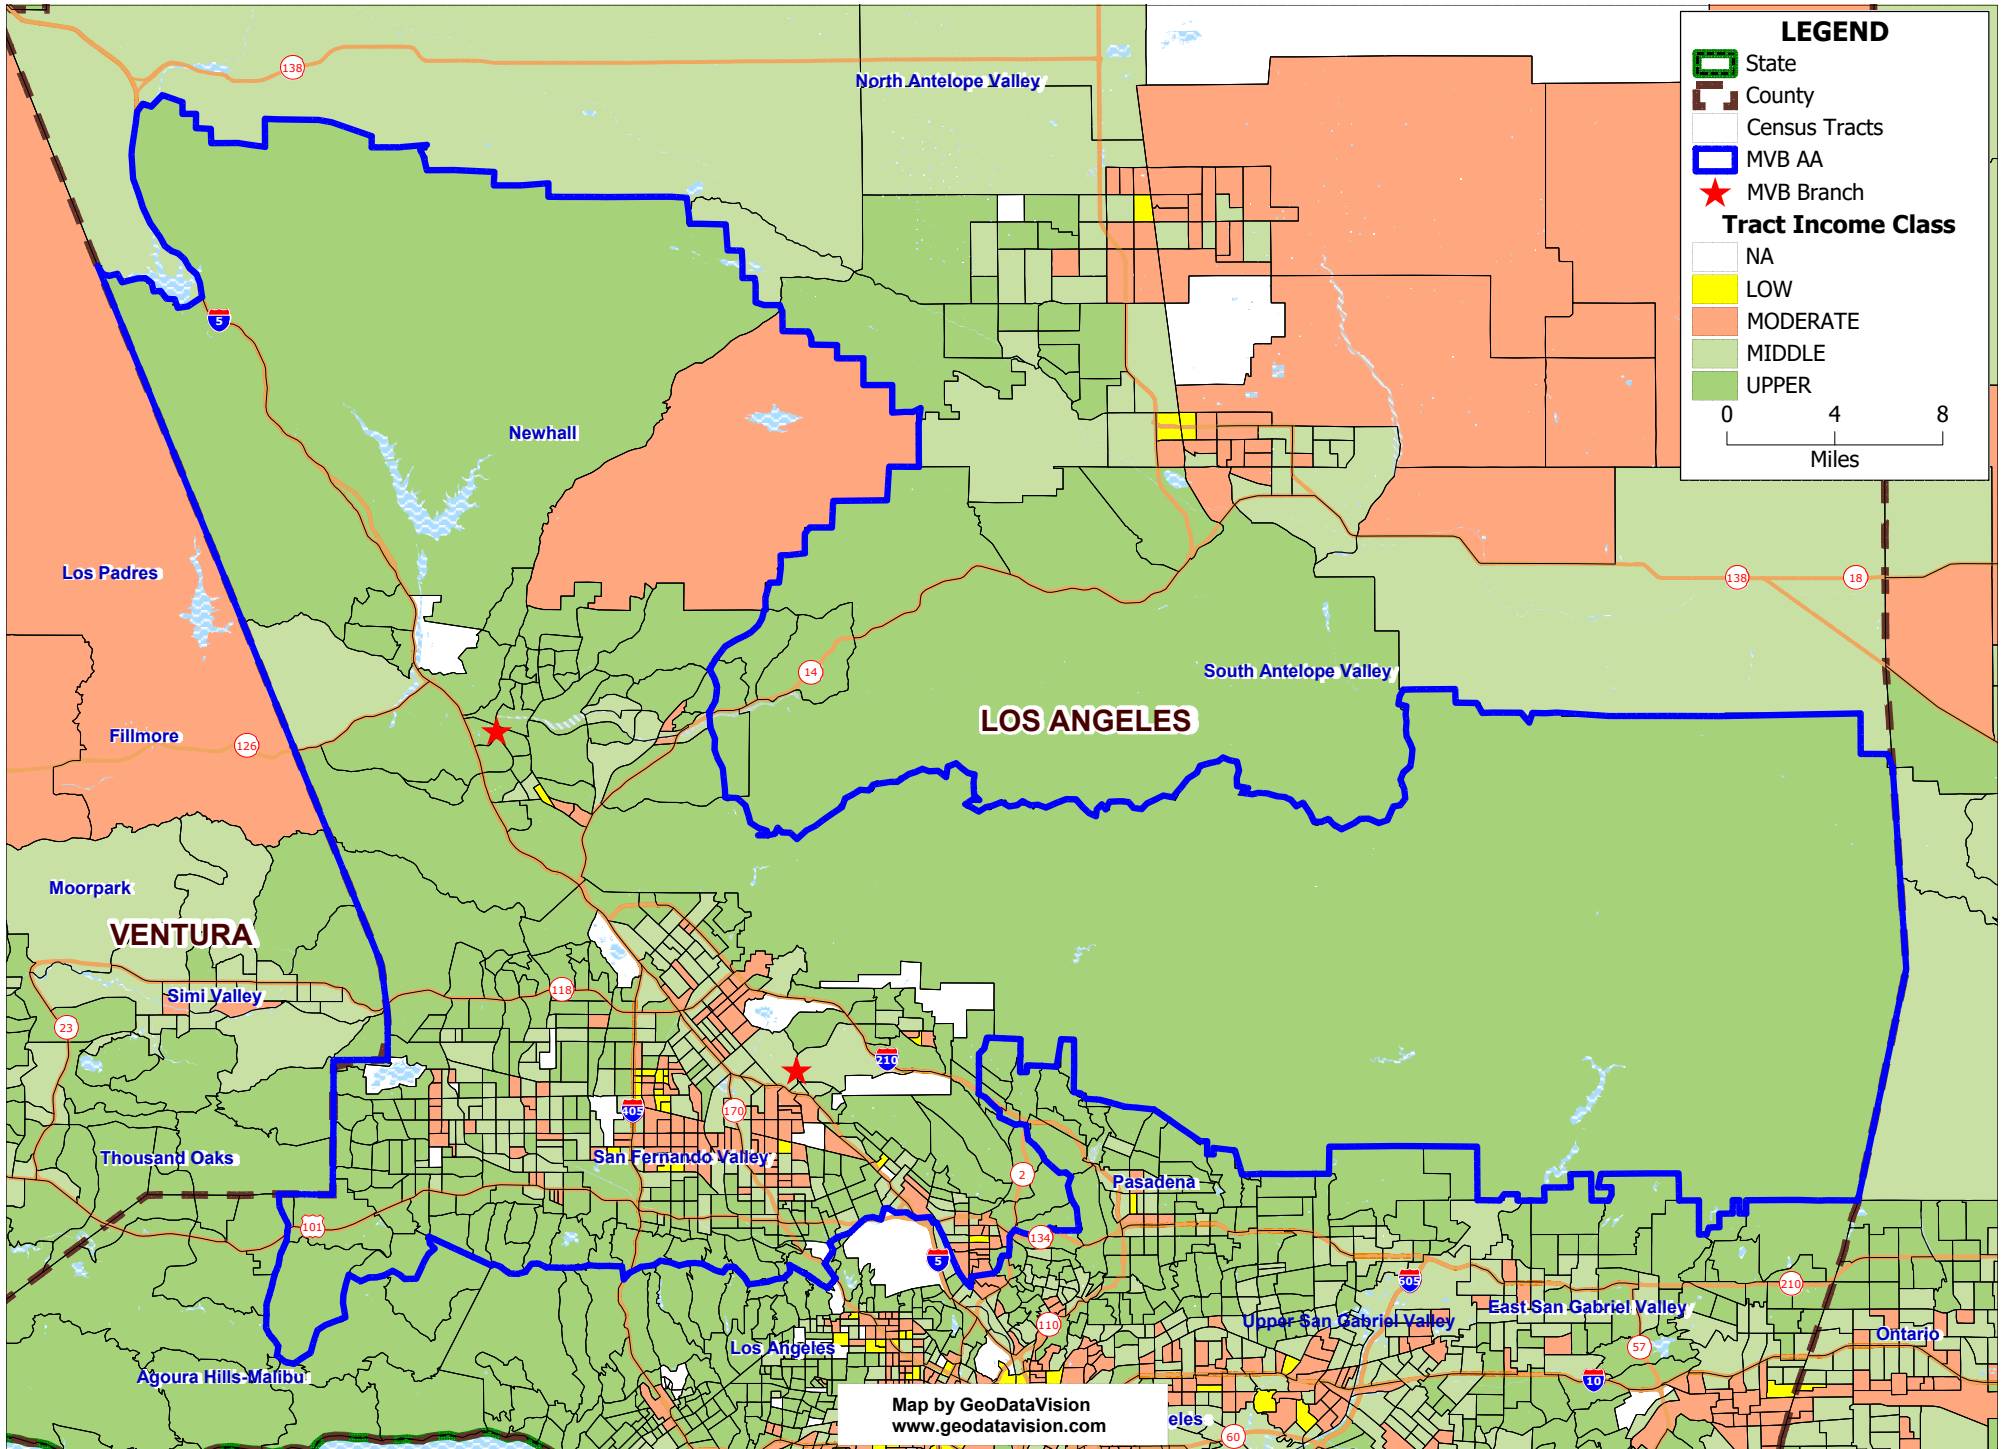 LEGEND
State
County
Census Tracts
MVB AA
MVB Branch
Tract Income Class
NA
LOW
MODERATE
MIDDLE
UPPER
0 4 8
Miles
138
North Antelope Valley
5
Newhall
Los Padres
138
18
14
South Antelope Valley
LOS ANGELES
Fillmore
126
Moorpark
VENTURA
Simi Valley
118
23
210
405
170
Thousand Oaks
San Fernando Valley
2
Pasadena
101
134
5
605
210
110
Upper San Gabriel Valley
East San Gabriel Valley
Ontario
Los Angeles
57
Agoura Hills-Malibu
10
Map by GeoDataVision
www.geodatavision.com
eles
60